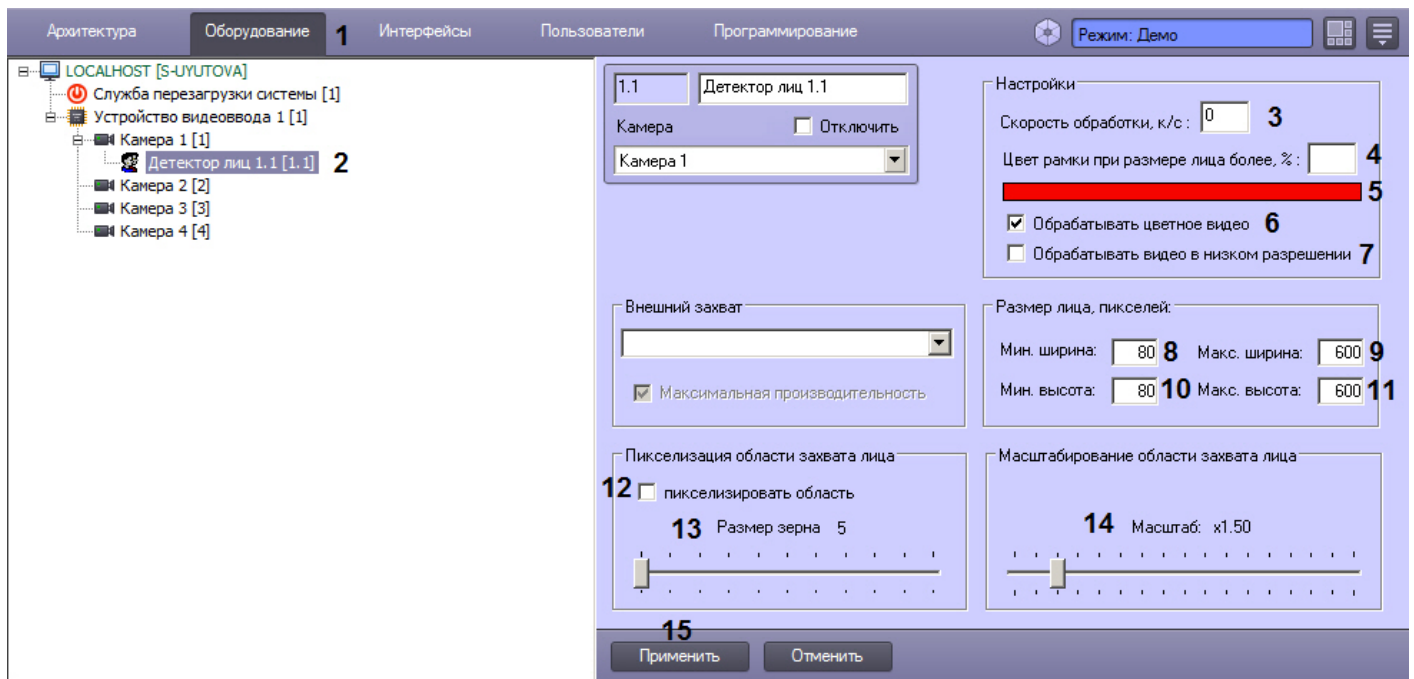 Архитектура Оборудование 1 Интерфейсы Пользователи Программирование Режим: Демо
LOCALHOST [S-UYUTOVA]
Служба перезагрузки системы [1]
Устройство видеоввода 1 [1]
Камера 1 [1]
Детектор лиц 1.1 [1.1] 2
Камера 2 [2]
Камера 3 [3]
Камера 4 [4]
1.1 Детектор лиц 1.1
Камера Отключить
Камера 1
Настройки
Скорость обработки, к/с : 0 3
Цвет рамки при размере лица более, % : 4
5
Обрабатывать цветное видео 6
Обрабатывать видео в низком разрешении 7
Внешний захват
Максимальная производительность
Размер лица, пикселей:
Мин. ширина: 80 8 Макс. ширина: 600 9
Мин. высота: 80 10 Макс. высота: 600 11
Пикселизация области захвата лица
12 пикселизировать область
13 Размер зерна 5
Масштабирование области захвата лица
14 Масштаб: x1.50
15
Применить Отменить